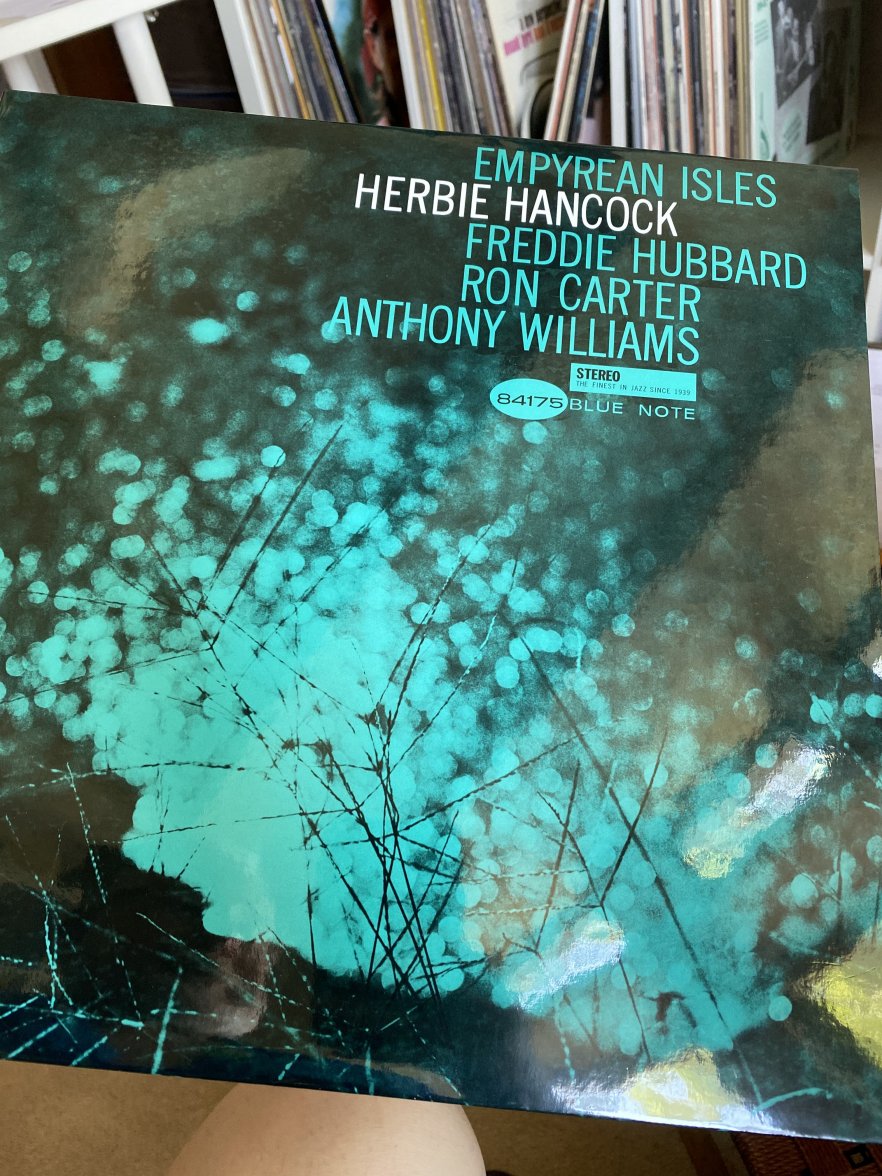 EMPYREAN ISLES
HERBIE HANCOCK
FREDDIE HUBBARD
RON CARTER
ANTHONY WILLIAMS
STEREO
THE FINEST IN JAZZ SINCE 1939
84175 BLUE NOTE